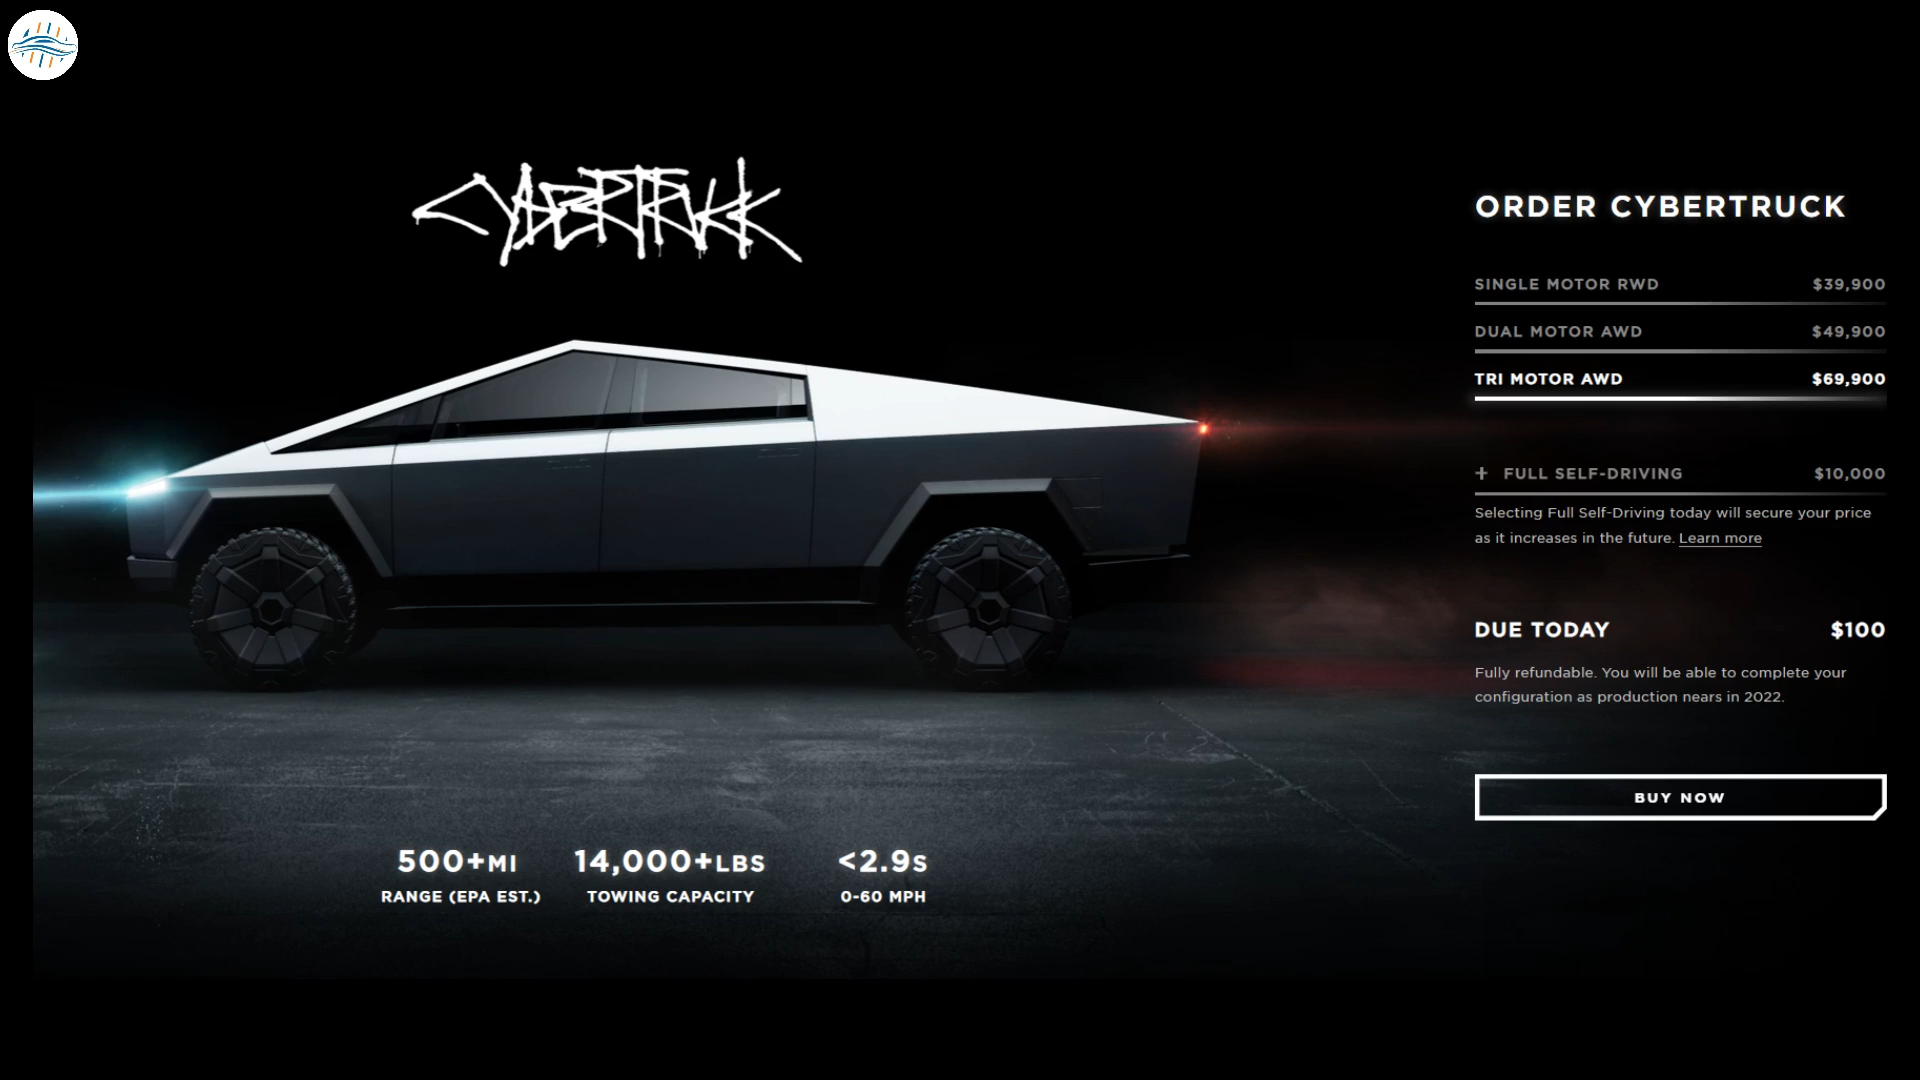 CYBERTRUCK
ORDER CYBERTRUCK
SINGLE MOTOR RWD $39,900
DUAL MOTOR AWD $49,900
TRI MOTOR AWD $69,900
+ FULL SELF-DRIVING $10,000
Selecting Full Self-Driving today will secure your price
as it increases in the future. Learn more
DUE TODAY $100
Fully refundable. You will be able to complete your
configuration as production nears in 2022.
BUY NOW
500+MI 14,000+LBS <2.9S
RANGE (EPA EST.) TOWING CAPACITY 0-60 MPH